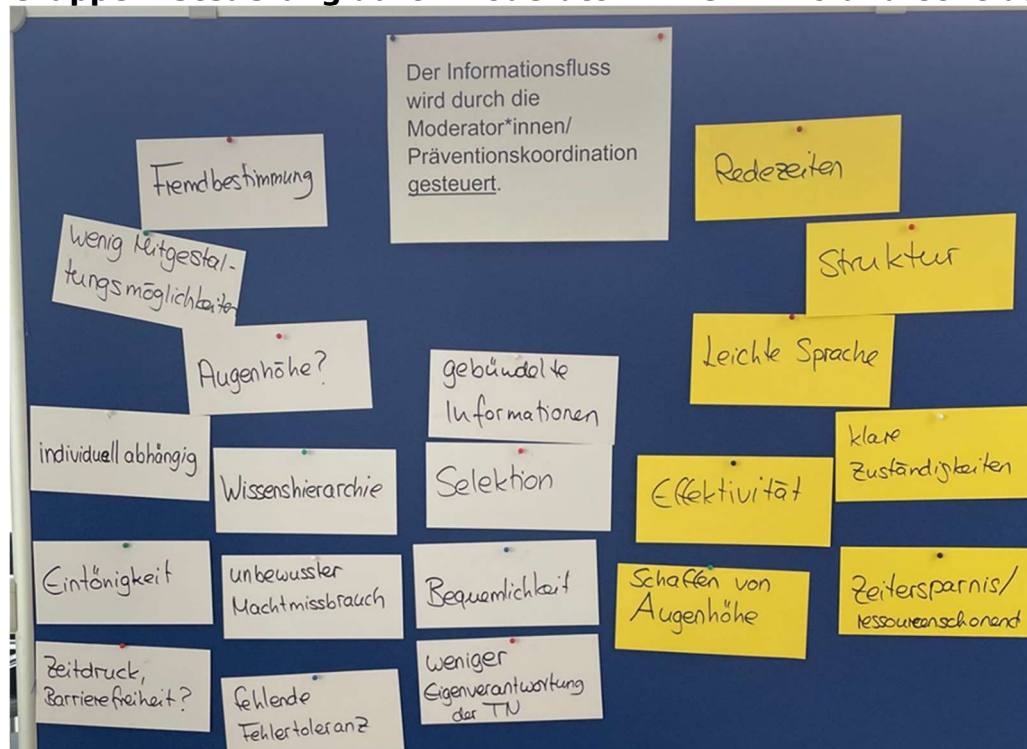 Der Informationsfluss
wird durch die
Moderator*innen/
Präventionskoordination
gesteuert.
Fremdbestimmung
wenig Mitgestal-
tungsmöglichkeiten
Augenhöhe?
individuell abhängig
Wissenshierarchie
Eintönigkeit
unbewusster
Machtmissbrauch
Zeitdruck,
Barrierefreiheit?
fehlende
Fehlertoleranz
gebündelte
Informationen
Selektion
Bequemlichkeit
weniger
Eigenverantwortung
der TN
Redezeiten
Struktur
Leichte Sprache
klare
Zuständigkeiten
Effektivität
Schaffen von
Augenhöhe
Zeitersparnis/
ressourcenschonend